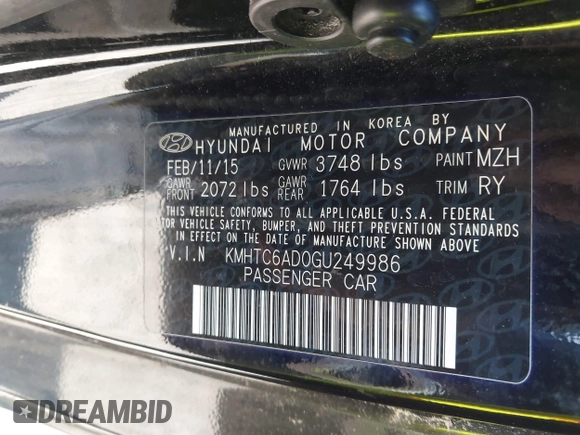 MANUFACTURED IN KOREA BY
HYUNDAI MOTOR COMPANY
FEB/11/15 GVWR 3748 lbs PAINT MZH
GAWR FRONT 2072 lbs GAWR REAR 1764 lbs TRIM RY
THIS VEHICLE CONFORMS TO ALL APPLICABLE U.S.A. FEDERAL
MOTOR VEHICLE SAFETY, BUMPER, AND THEFT PREVENTION STANDARDS
IN EFFECT ON THE DATE OF MANUFACTURE SHOWN ABOVE
V.I.N KMHTC6AD0GU249986
PASSENGER CAR
DREAMBID